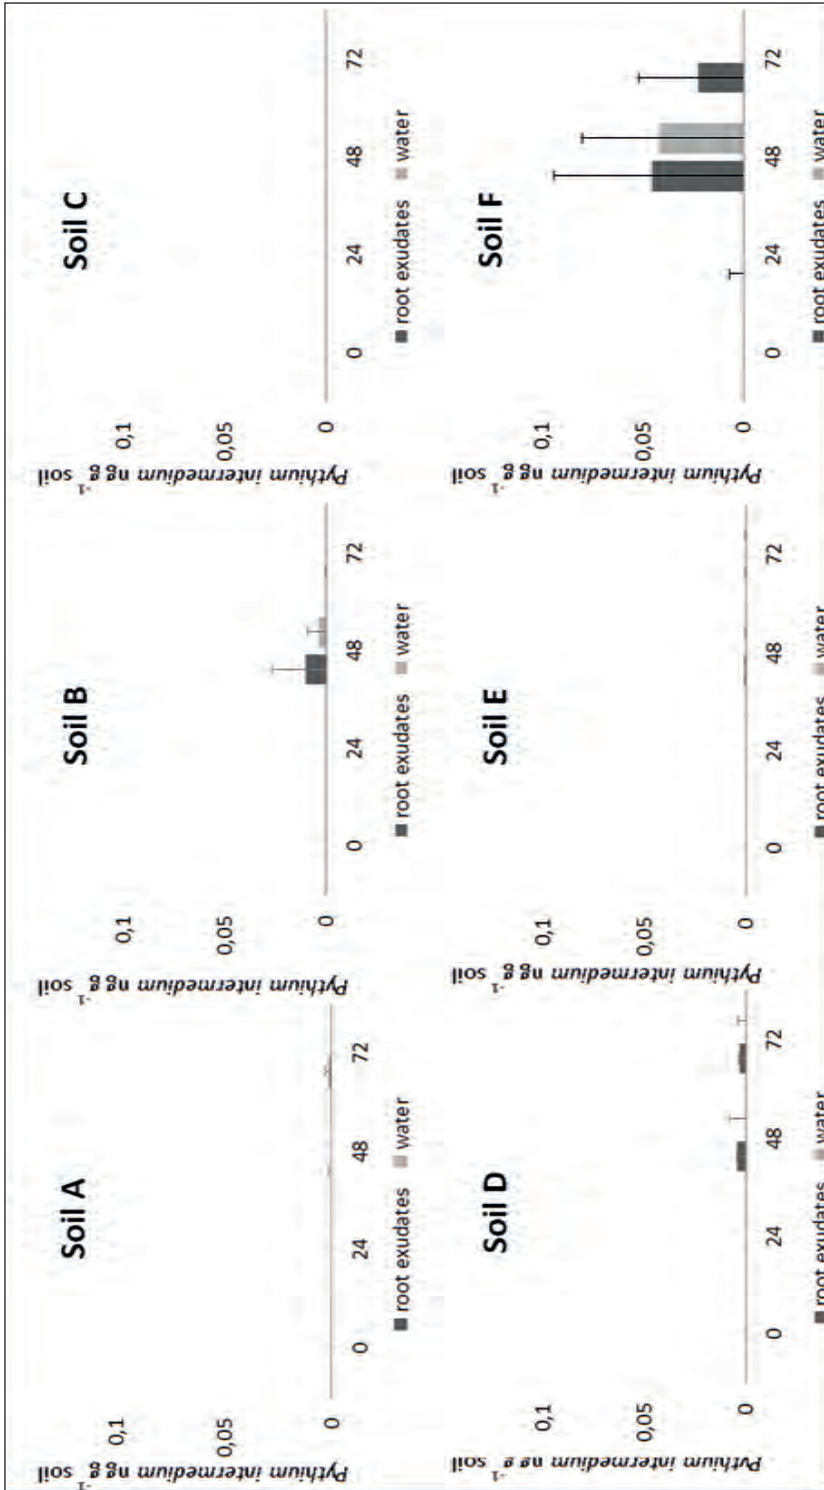 Soil A
Pythium intermedium ng
-1 soil
0,1
0,05
0
0 24 48 72
root exudates water
Soil B
Pythium intermedium ng
-1 soil
0,1
0,05
0
0 24 48 72
root exudates water
Soil C
Pythium intermedium ng
-1 soil
0,1
0,05
0
0 24 48 72
root exudates water
Soil D
Pythium intermedium ng
-1 soil
0,1
0,05
0
0 24 48 72
root exudates water
Soil E
Pythium intermedium ng
-1 soil
0,1
0,05
0
0 24 48 72
root exudates water
Soil F
Pythium intermedium ng
-1 soil
0,1
0,05
0
0 24 48 72
root exudates water